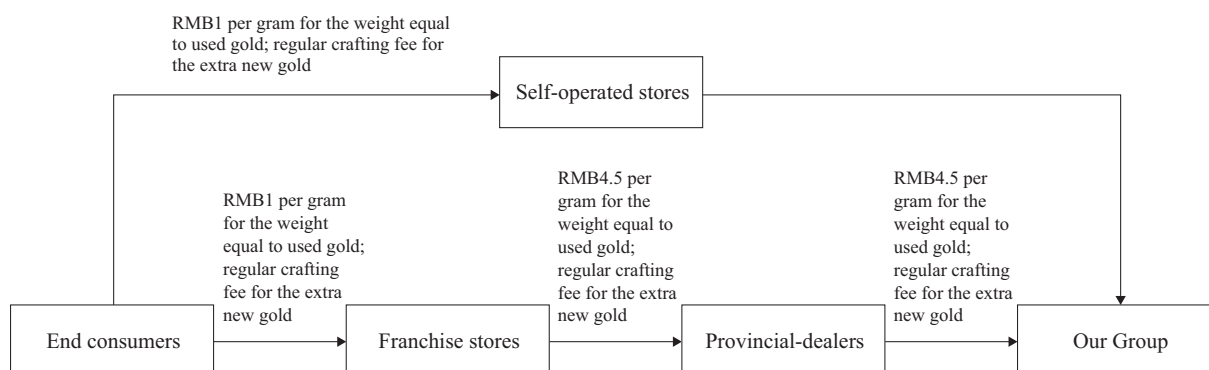 RMB1 per gram for the weight equal
to used gold; regular crafting fee for
the extra new gold
Self-operated stores
RMB1 per gram
for the weight
equal to used gold;
regular crafting
fee for the extra
new gold
RMB4.5 per
gram for the
weight equal to
used gold;
regular crafting
fee for the extra
new gold
RMB4.5 per
gram for the
weight equal to
used gold;
regular crafting
fee for the extra
new gold
End consumers
Franchise stores
Provincial-dealers
Our Group